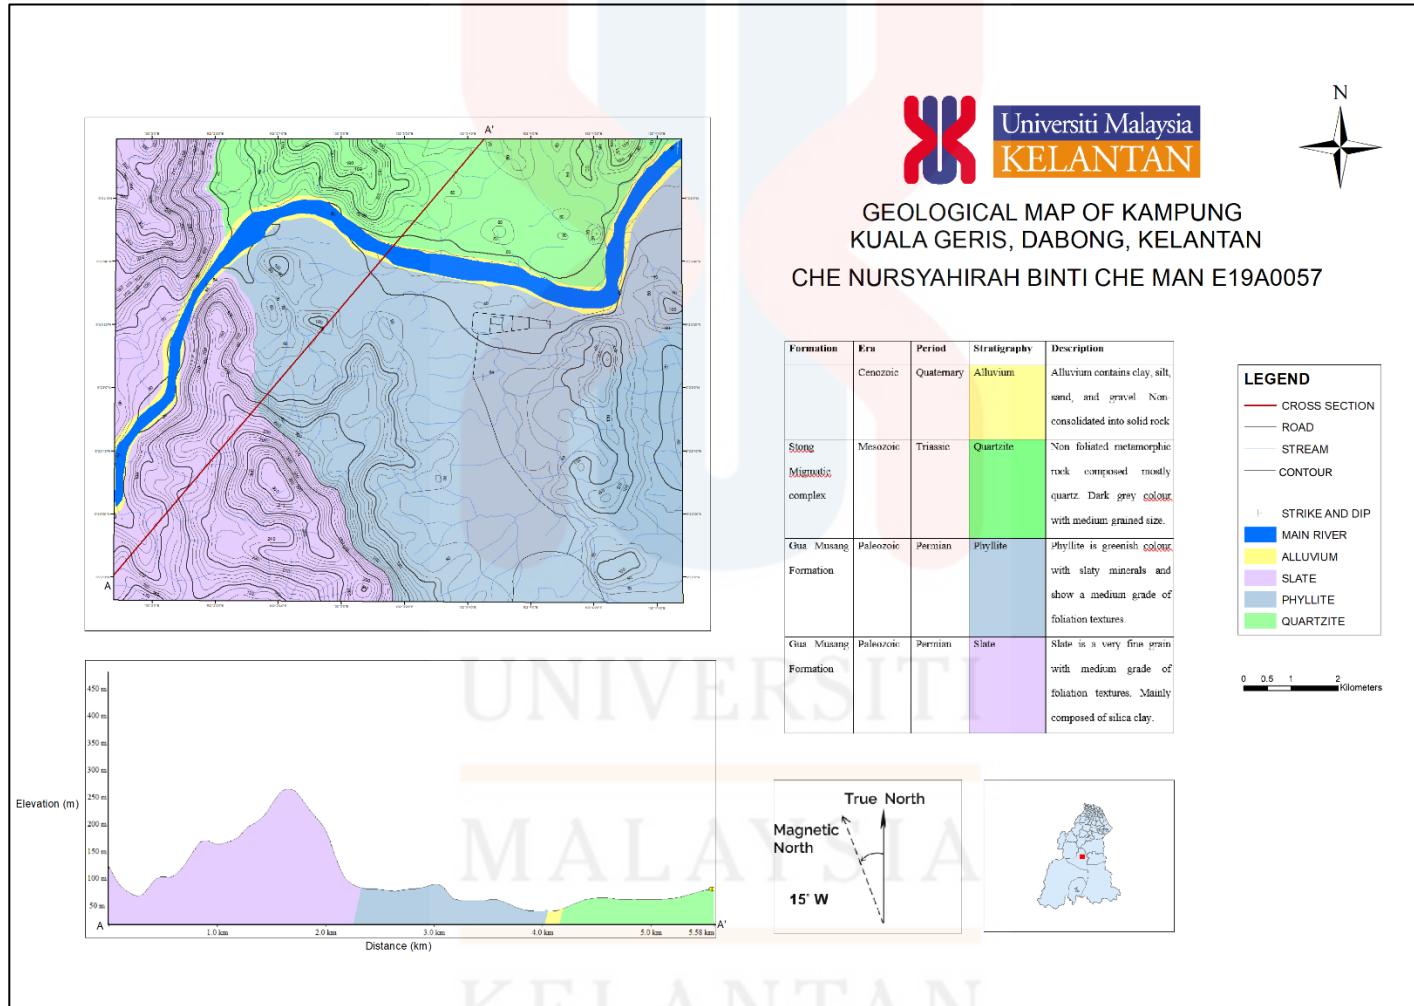 A'
A
Universiti Malaysia
KELANTAN
N
GEOLOGICAL MAP OF KAMPUNG
KUALA GERIS, DABONG, KELANTAN
CHE NURSYAHIRAH BINTI CHE MAN E19A0057
Formation Era Period Stratigraphy Description
Cenozoic Quaternary Alluvium Alluvium contains clay, silt,
sand, and gravel. Non-
consolidated into solid rock
Stong Mesozoic Triassic Quartzite Non foliated metamorphic
Migmatic rock composed mostly
complex quartz. Dark grey colour
with medium grained size.
Gua Musang Paleozoic Permian Phyllite Phyllite is greenish colour
Formation with slaty minerals and
show a medium grade of
foliation textures.
Gua Musang Paleozoic Permian Slate Slate is a very fine grain
Formation with medium grade of
foliation textures. Mainly
composed of silica clay.
LEGEND
CROSS SECTION
ROAD
STREAM
CONTOUR
STRIKE AND DIP
MAIN RIVER
ALLUVIUM
SLATE
PHYLLITE
QUARTZITE
0 0.5 1 2
Kilometers
450 m
400 m
350 m
300 m
250 m
200 m
150 m
100 m
50 m
Elevation (m)
A
A'
1.0 km 2.0 km 3.0 km 4.0 km 5.0 km 5.58 km
Distance (km)
True North
Magnetic
North
15° W
UNIVERSITI
MALAYSIA
KELANTAN